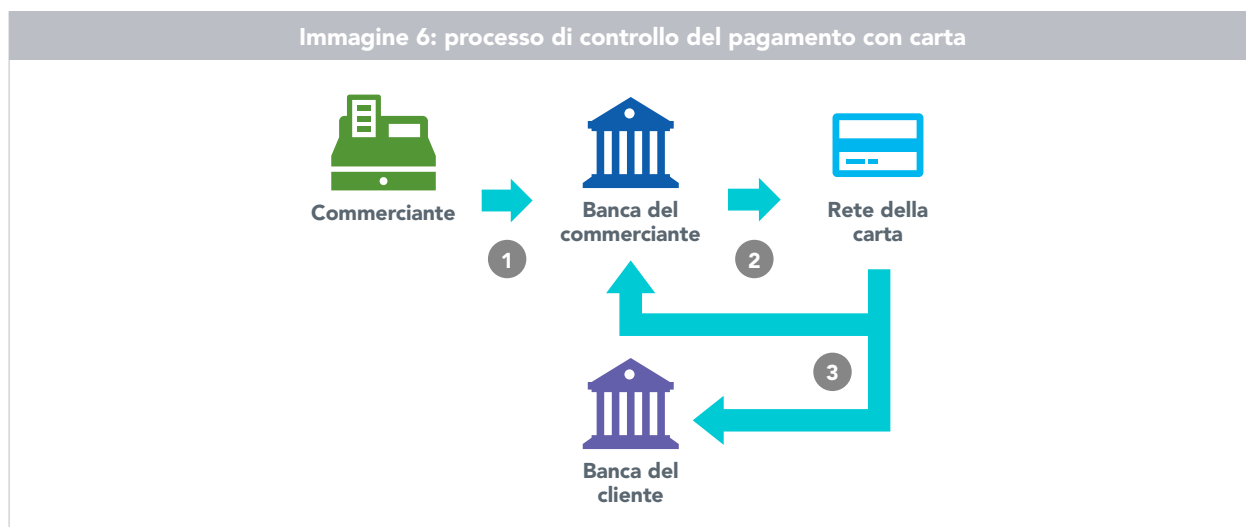 Immagine 6: processo di controllo del pagamento con carta
Commerciante
Banca del
commerciante
Rete della
carta
1
2
3
Banca del
cliente